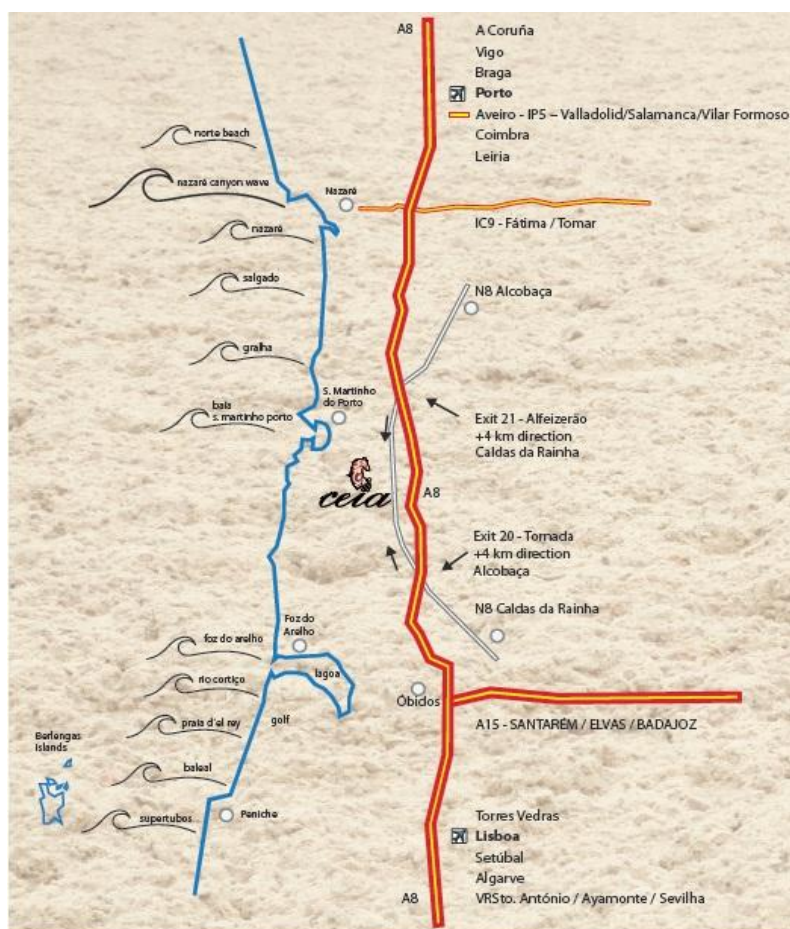 A8
A Coruña
Vigo
Braga
Porto
Aveiro - IP5 – Valladolid/Salamanca/Vilar Formoso
Coimbra
Leiria
norte beach
nazaré canyon wave
Nazaré
nazaré
IC9 - Fátima / Tomar
salgado
N8 Alcobaça
gralha
S. Martinho
do Porto
baía
s. martinho porto
Exit 21 - Alfeizerão
+4 km direction
Caldas da Rainha
ceia
A8
Exit 20 - Tornada
+4 km direction
Alcobaça
N8 Caldas da Rainha
Foz do
Arelho
foz do arelho
lagoa
rio cortiço
Óbidos
praia d'el rey
golf
A15 - SANTARÉM / ELVAS / BADAJOZ
Berlengas
Islands
baleal
Peniche
supertubos
Torres Vedras
Lisboa
Setúbal
Algarve
A8
VRSto. António / Ayamonte / Sevilha